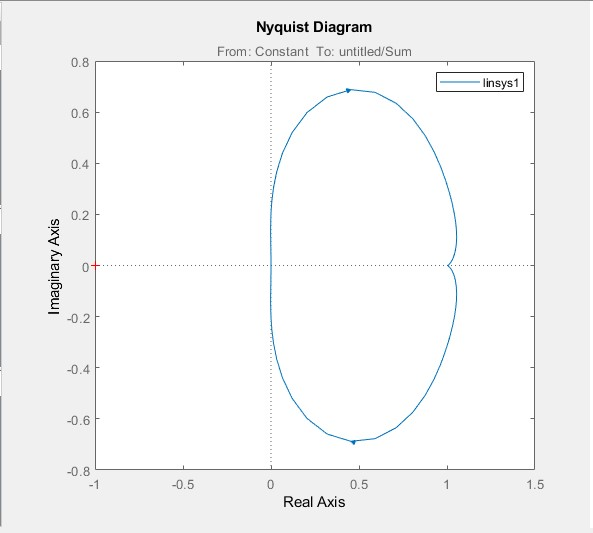 Nyquist Diagram
From: Constant  To: untitled/Sum
linsys1
0.8
0.6
0.4
0.2
0
-0.2
-0.4
-0.6
-0.8
Imaginary Axis
-1 -0.5 0 0.5 1 1.5
Real Axis